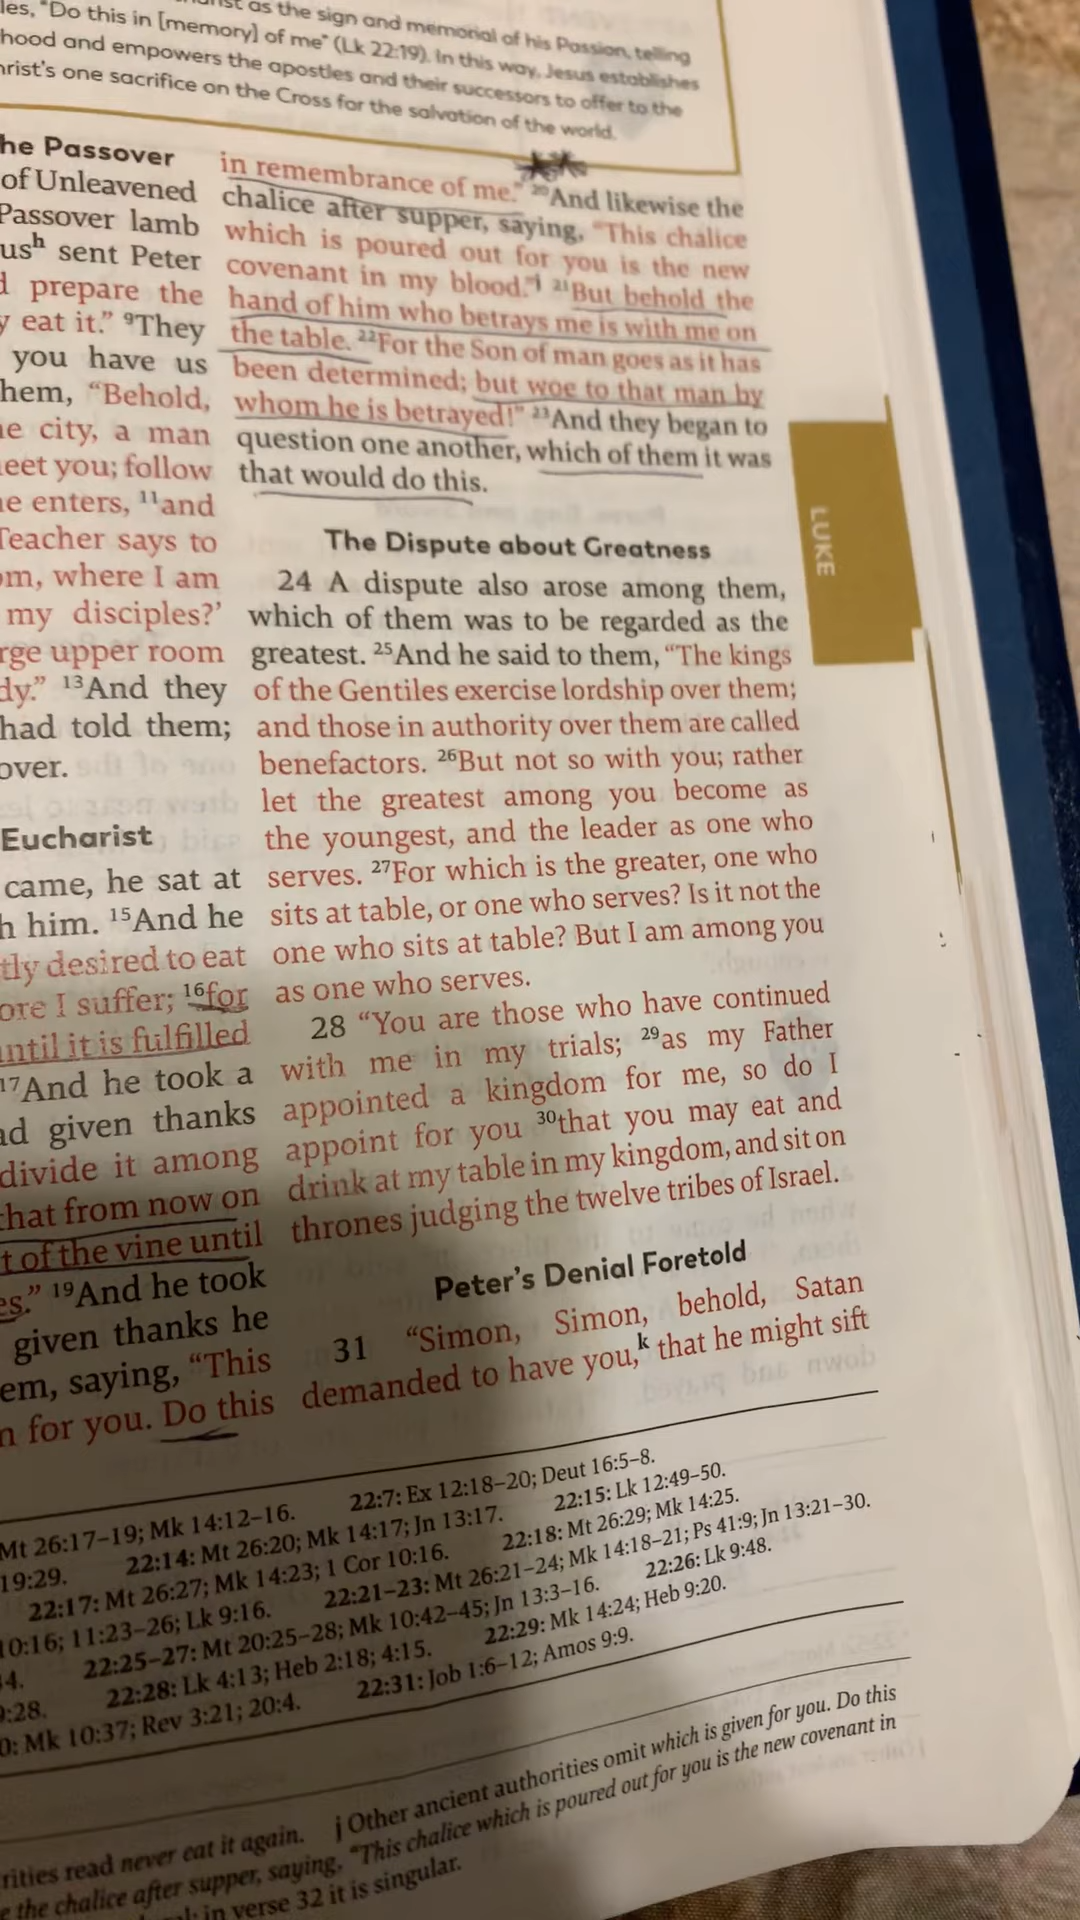 as the sign and memorial of his Passion, telling
les, "Do this in [memory] of me" (Lk 22:19). In this way, Jesus establishes
hood and empowers the apostles and their successors to offer to the
hrist's one sacrifice on the Cross for the salvation of the world.
he Passover
of Unleavened
Passover lamb
us^h sent Peter
d prepare the
y eat it." ⁹They
you have us
hem, "Behold,
he city, a man
meet you; follow
he enters, ¹¹and
Teacher says to
om, where I am
my disciples?'
rge upper room
dy." ¹³And they
had told them;
over.
Eucharist
came, he sat at
h him. ¹⁵And he
tly desired to eat
ore I suffer; ¹⁶for
until it is fulfilled
¹⁷And he took a
ad given thanks
divide it among
that from now on
t of the vine until
es." ¹⁹And he took
given thanks he
em, saying, "This
n for you. Do this
in remembrance of me." ²⁰And likewise the
chalice after supper, saying, "This chalice
which is poured out for you is the new
covenant in my blood."^j ²¹But behold the
hand of him who betrays me is with me on
the table. ²²For the Son of man goes as it has
been determined; but woe to that man by
whom he is betrayed!" ²³And they began to
question one another, which of them it was
that would do this.
The Dispute about Greatness
24 A dispute also arose among them,
which of them was to be regarded as the
greatest. ²⁵And he said to them, "The kings
of the Gentiles exercise lordship over them;
and those in authority over them are called
benefactors. ²⁶But not so with you; rather
let the greatest among you become as
the youngest, and the leader as one who
serves. ²⁷For which is the greater, one who
sits at table, or one who serves? Is it not the
one who sits at table? But I am among you
as one who serves.
28 "You are those who have continued
with me in my trials; ²⁹as my Father
appointed a kingdom for me, so do I
appoint for you ³⁰that you may eat and
drink at my table in my kingdom, and sit on
thrones judging the twelve tribes of Israel.
Peter's Denial Foretold
31 "Simon, Simon, behold, Satan
demanded to have you,^k that he might sift
LUKE
Mt 26:17–19; Mk 14:12–16. 22:7: Ex 12:18–20; Deut 16:5–8.
19:29. 22:14: Mt 26:20; Mk 14:17; Jn 13:17. 22:15: Lk 12:49–50.
22:17: Mt 26:27; Mk 14:23; 1 Cor 10:16. 22:18: Mt 26:29; Mk 14:25.
10:16; 11:23–26; Lk 9:16. 22:21–23: Mt 26:21–24; Mk 14:18–21; Ps 41:9; Jn 13:21–30.
4. 22:25–27: Mt 20:25–28; Mk 10:42–45; Jn 13:3–16. 22:26: Lk 9:48.
9:28. 22:28: Lk 4:13; Heb 2:18; 4:15. 22:29: Mk 14:24; Heb 9:20.
0: Mk 10:37; Rev 3:21; 20:4. 22:31: Job 1:6–12; Amos 9:9.
rities read never eat it again. j Other ancient authorities omit which is given for you. Do this
e the chalice after supper, saying, "This chalice which is poured out for you is the new covenant in
in verse 32 it is singular.